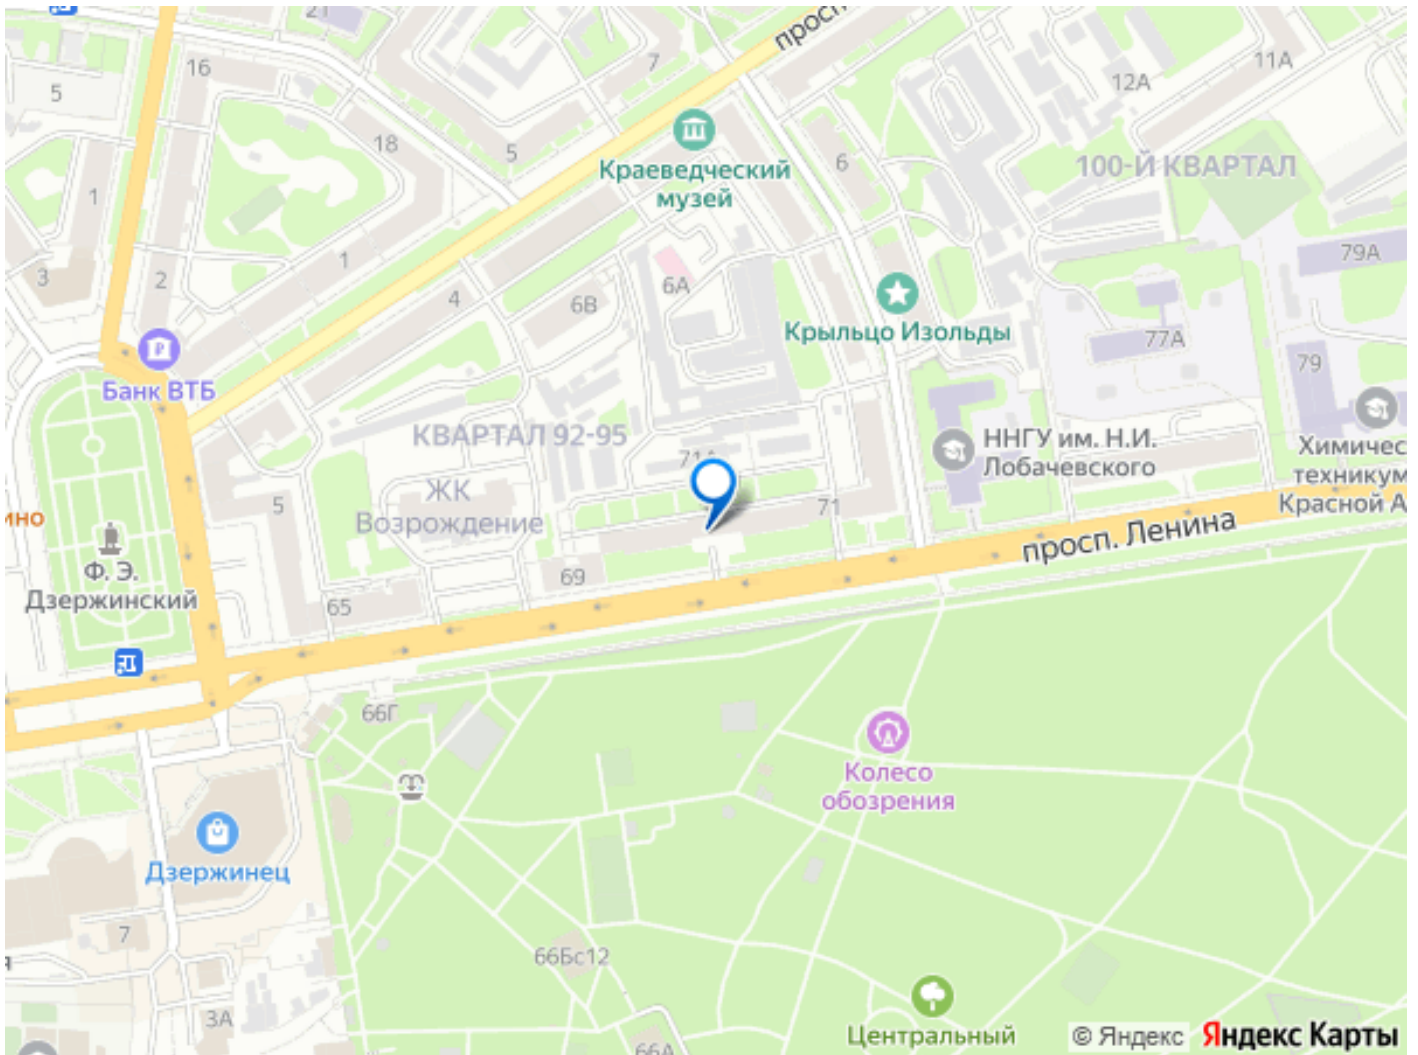 21
просп.
16
7
11А
5
12А
18
5
6
Краеведческий
музей
100-Й КВАРТАЛ
1
79А
1
3
2
6А
4
6В
Крыльцо Изольды
77А
79
Банк ВТБ
КВАРТАЛ 92-95
ННГУ им. Н.И.
Лобачевского
Химичес
техникум
Красной А
71А
ЖК
Возрождение
5
71
ино
просп. Ленина
Ф. Э.
Дзержинский
69
65
66Г
Колесо
обозрения
Дзержинец
7
я
66Бс12
3А
66А
Центральный
© Яндекс
Яндекс Карты